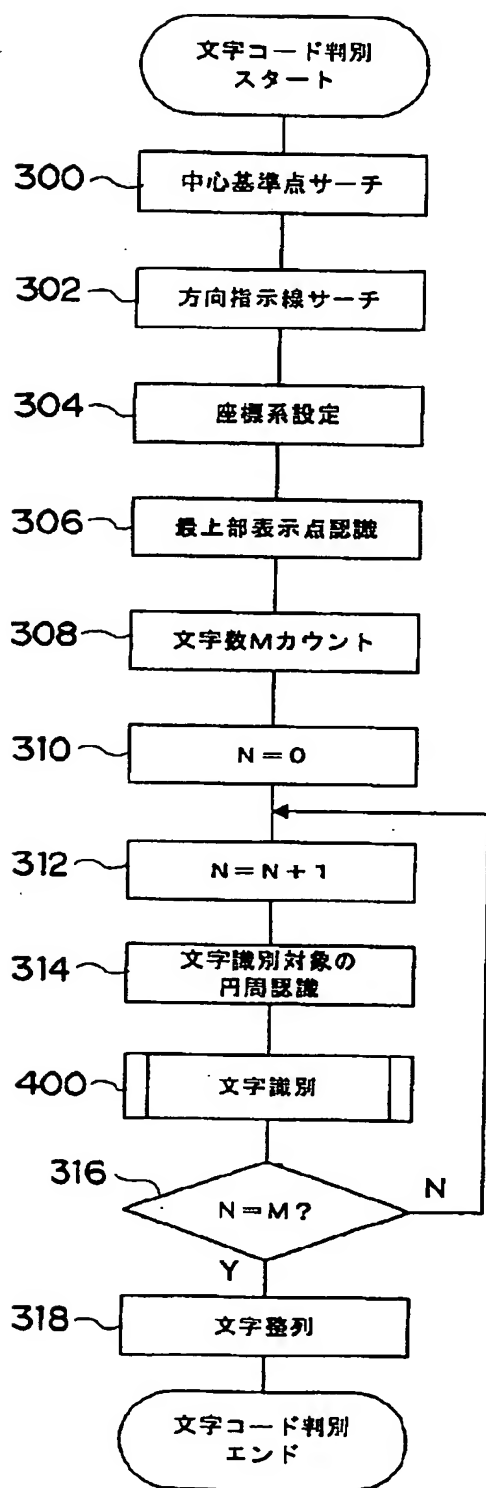 文字コード判別
スタート
300
中心基準点サーチ
302
方向指示線サーチ
304
座標系設定
306
最上部表示点認識
308
文字数Mカウント
310
N=0
312
N=N+1
314
文字識別対象の
円周認識
400
文字識別
316
N=M?
N
Y
318
文字整列
文字コード判別
エンド